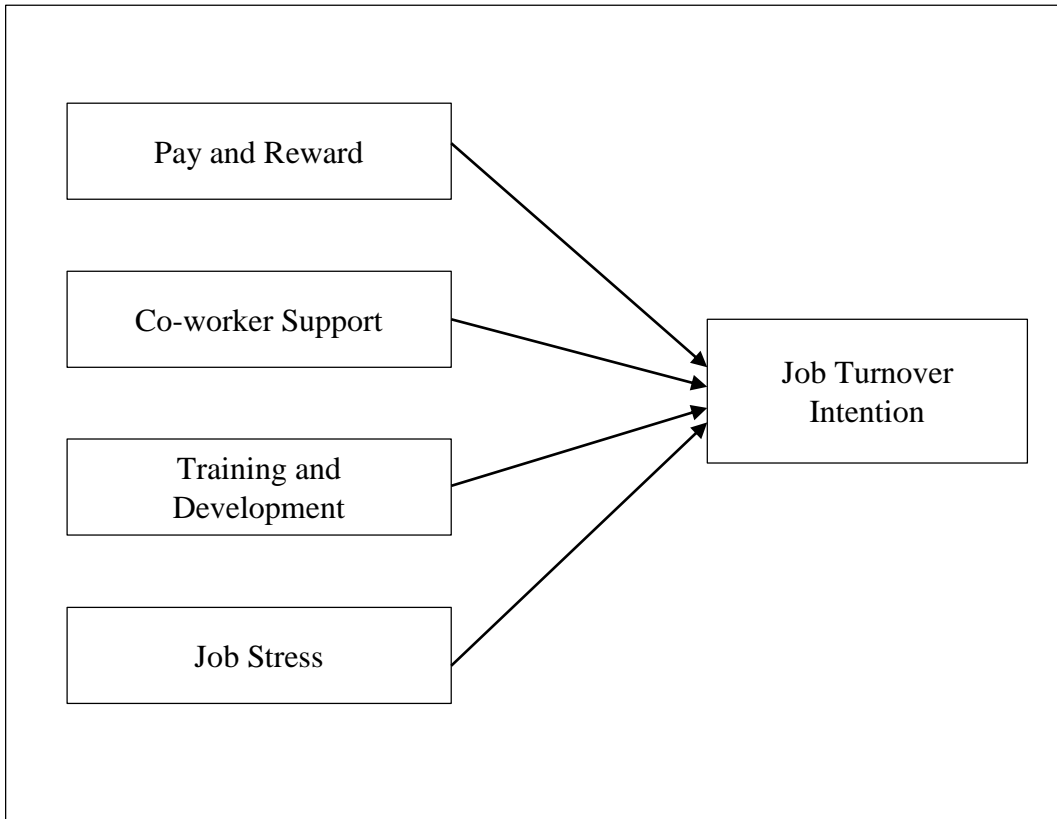 Pay and Reward
Co-worker Support
Training and
Development
Job Stress
Job Turnover
Intention